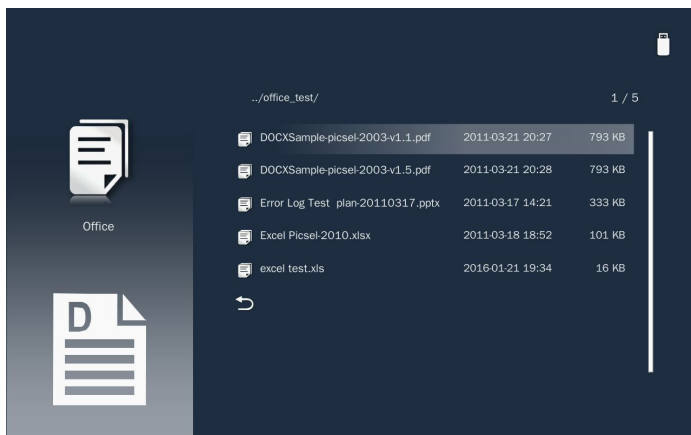 ../office_test/ 1 / 5
DOCXSample-picsel-2003-v1.1.pdf 2011-03-21 20:27 793 KB
DOCXSample-picsel-2003-v1.5.pdf 2011-03-21 20:28 793 KB
Error Log Test plan-20110317.pptx 2011-03-17 14:21 333 KB
Excel Picsel-2010.xlsx 2011-03-18 18:52 101 KB
excel test.xls 2016-01-21 19:34 16 KB
Office
D